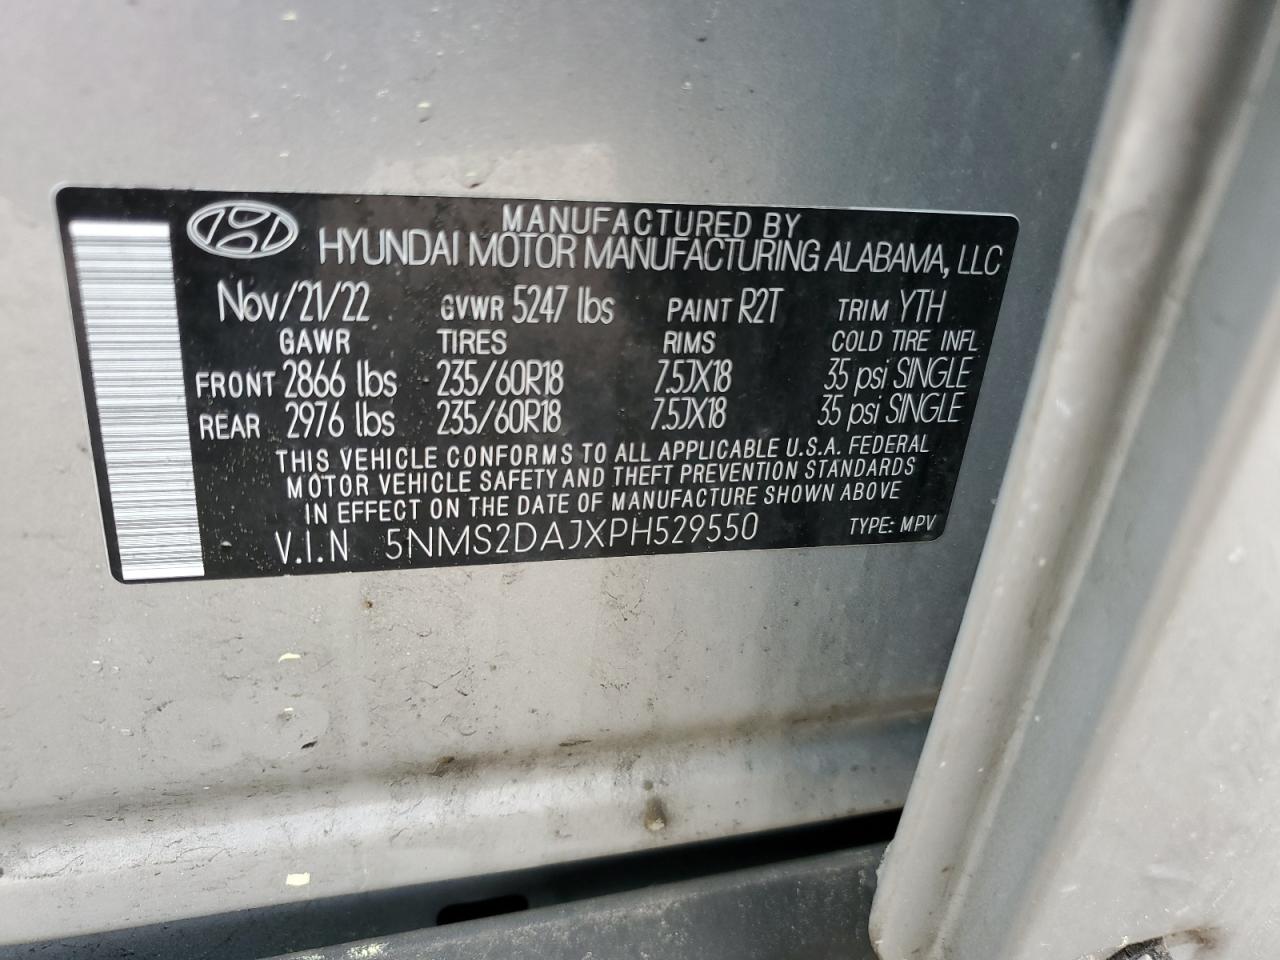 MANUFACTURED BY
HYUNDAI MOTOR MANUFACTURING ALABAMA, LLC
Nov/21/22 GVWR 5247 lbs PAINT R2T TRIM YTH
GAWR TIRES RIMS COLD TIRE INFL
FRONT 2866 lbs 235/60R18 7.5JX18 35 psi SINGLE
REAR 2976 lbs 235/60R18 7.5JX18 35 psi SINGLE
THIS VEHICLE CONFORMS TO ALL APPLICABLE U.S.A. FEDERAL
MOTOR VEHICLE SAFETY AND THEFT PREVENTION STANDARDS
IN EFFECT ON THE DATE OF MANUFACTURE SHOWN ABOVE
V.I.N 5NMS2DAJXPH529550 TYPE: MPV